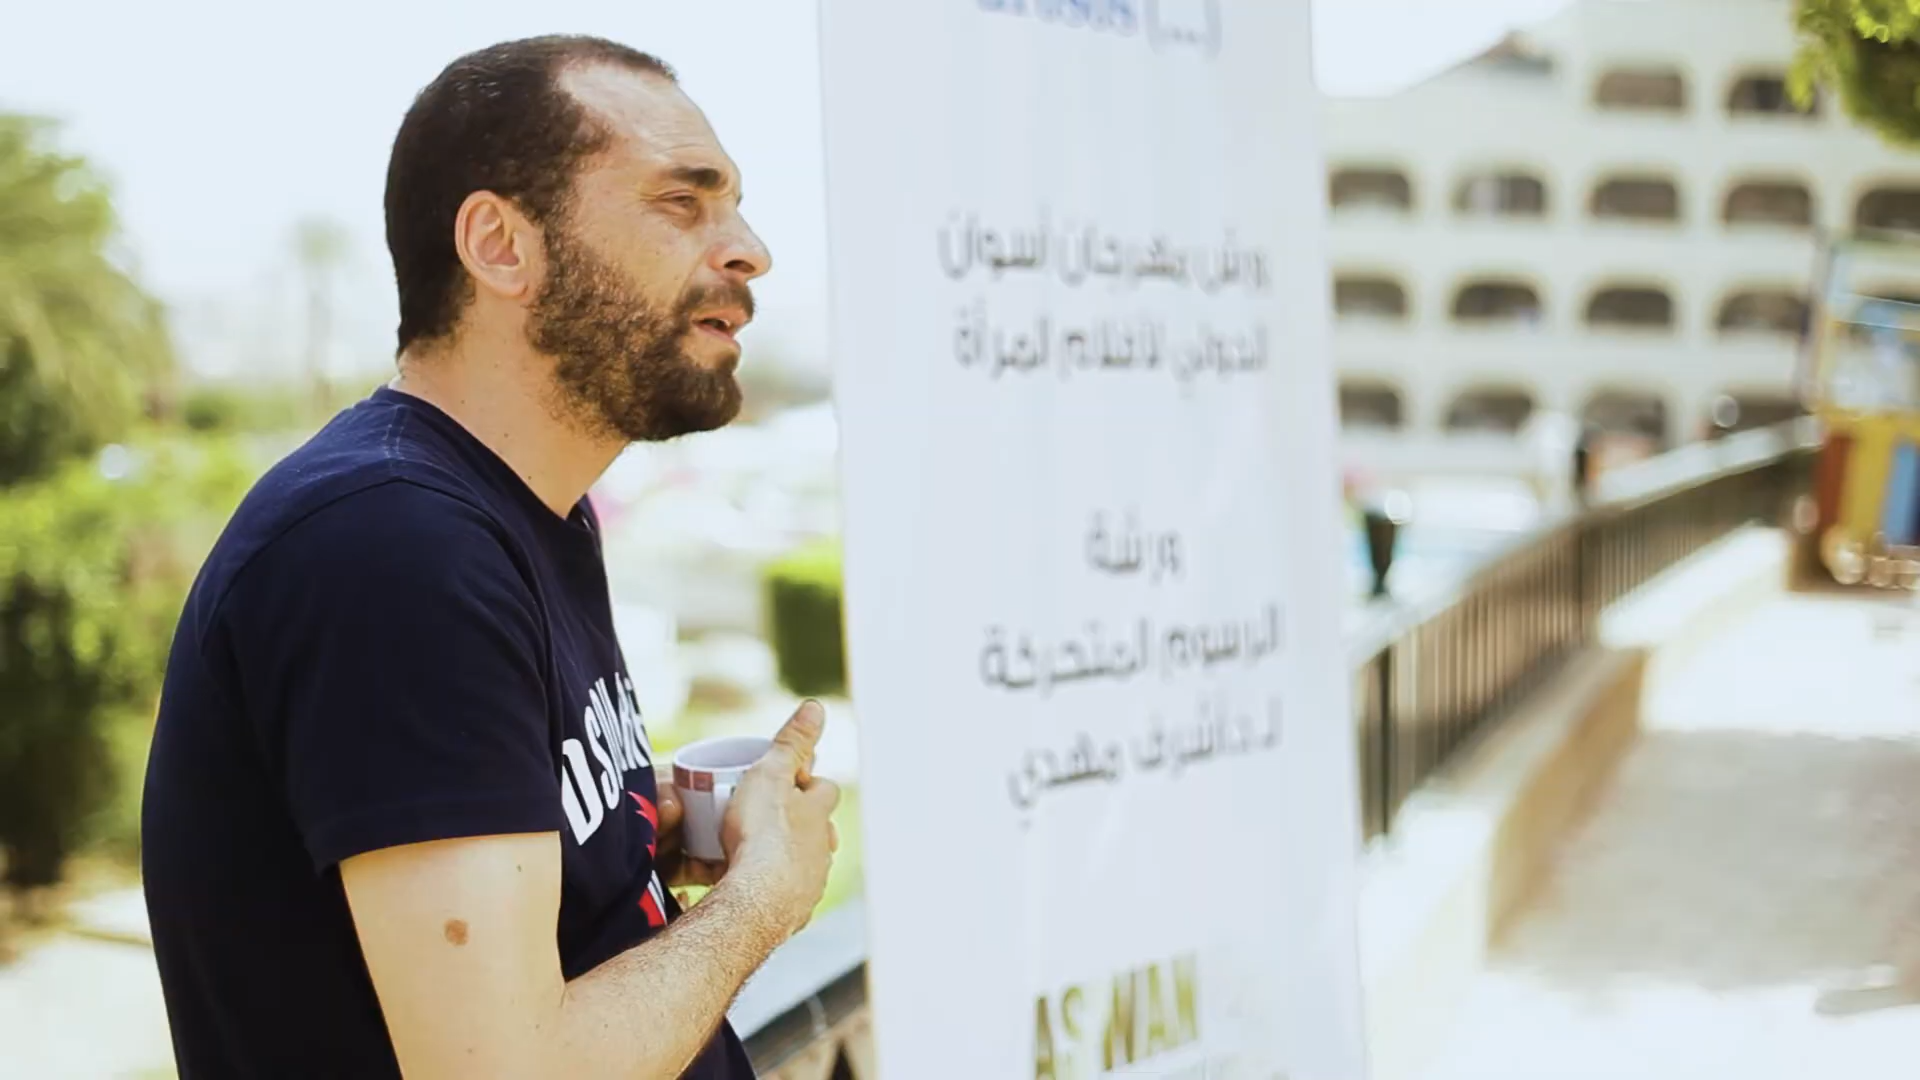 (...)
ورش مهرجان أسوان
الدولي لأفلام المرأة
ورشة
الرسوم المتحركة
لـ د.أشرف مهدي
ASWAN